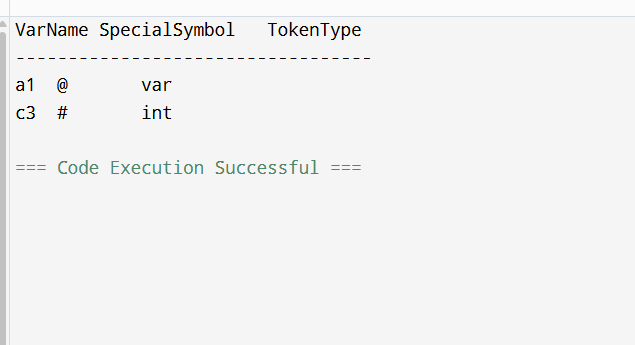 VarName SpecialSymbol   TokenType
----------------------------------
a1  @       var
c3  #       int
=== Code Execution Successful ===